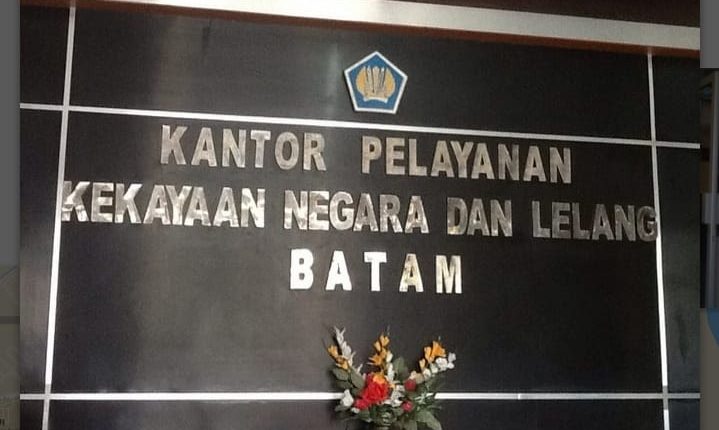 KANTOR PELAYANAN
KEKAYAAN NEGARA DAN LELANG
BATAM